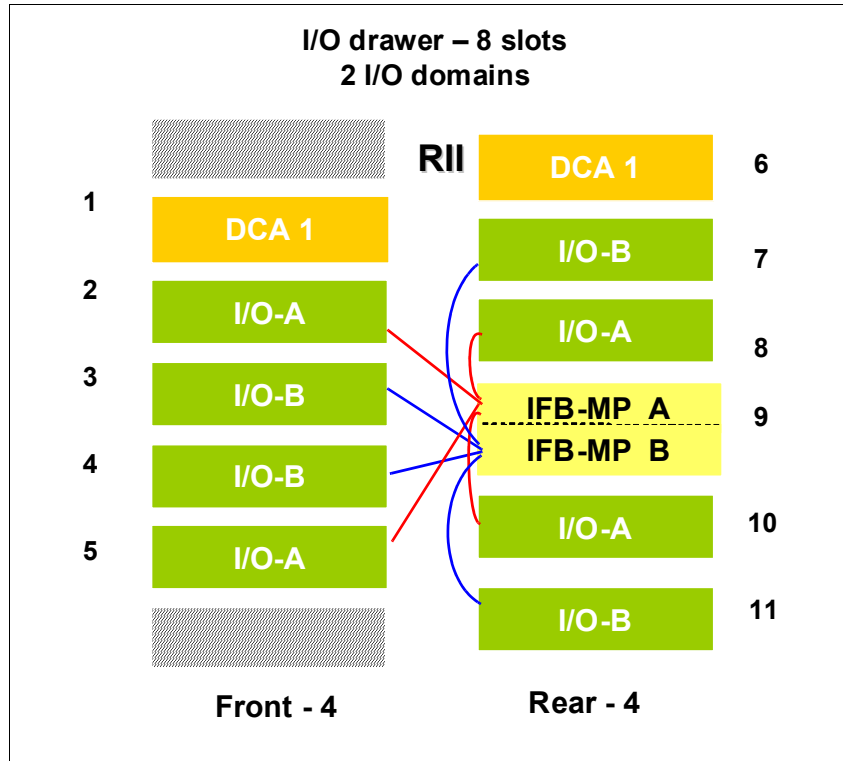 I/O drawer – 8 slots
2 I/O domains
RII
1
DCA 1
2
I/O-A
3
I/O-B
4
I/O-B
5
I/O-A
Front - 4
DCA 1
6
I/O-B
7
I/O-A
8
IFB-MP A
9
IFB-MP B
I/O-A
10
I/O-B
11
Rear - 4